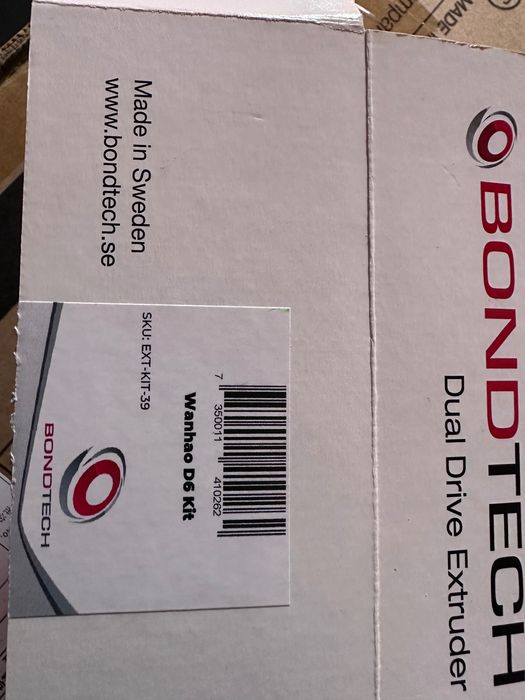 BONDTECH
Dual Drive Extruder
Made in Sweden
www.bondtech.se
7 350011 410262
Wanhao D6 Kit
SKU: EXT-KIT-39
BONDTECH
MADE